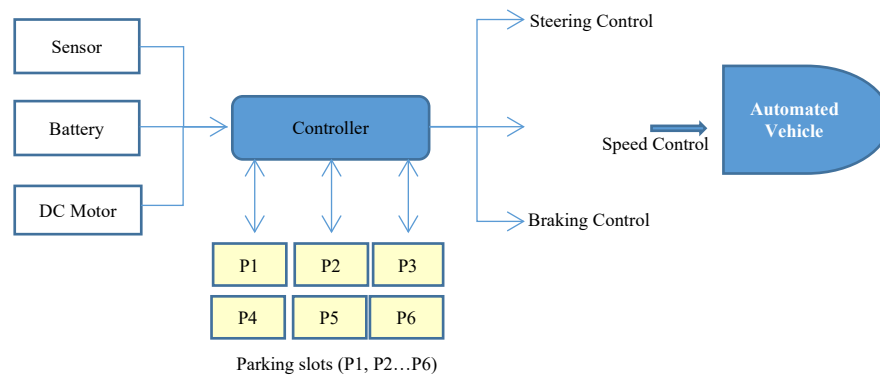 Steering Control
Sensor
Automated
Vehicle
Battery
Controller
Speed Control
DC Motor
Braking Control
P1
P2
P3
P4
P5
P6
Parking slots (P1, P2…P6)